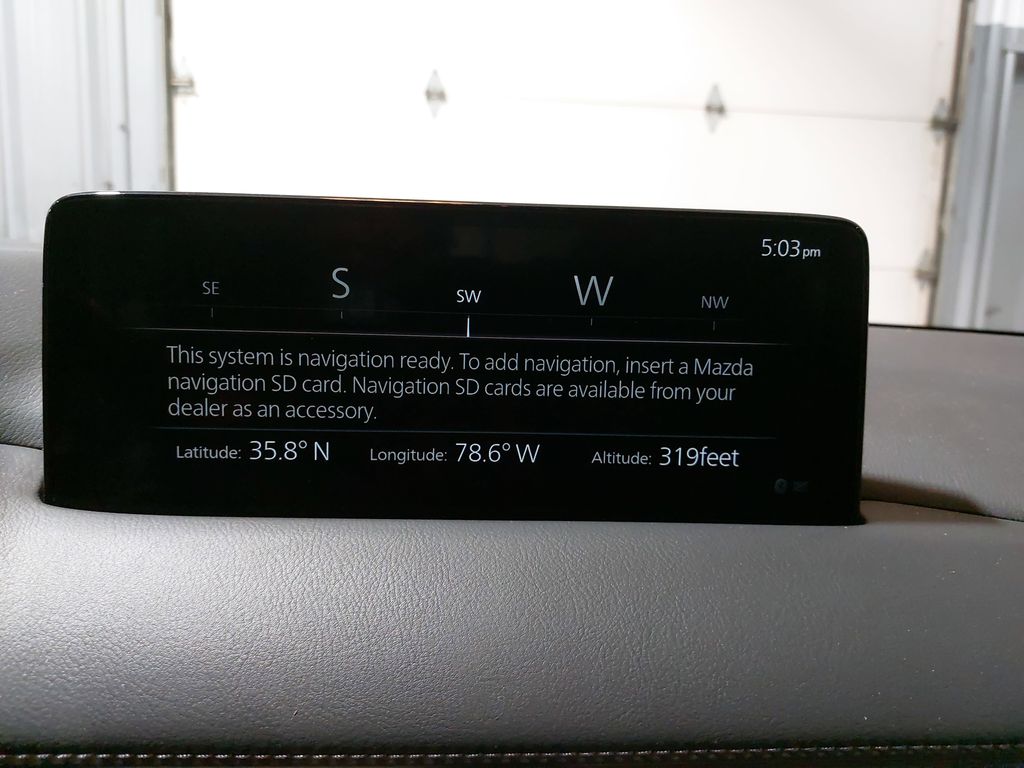 5:03pm
SE S SW W NW
This system is navigation ready. To add navigation, insert a Mazda
navigation SD card. Navigation SD cards are available from your
dealer as an accessory.
Latitude: 35.8° N Longitude: 78.6° W Altitude: 319feet